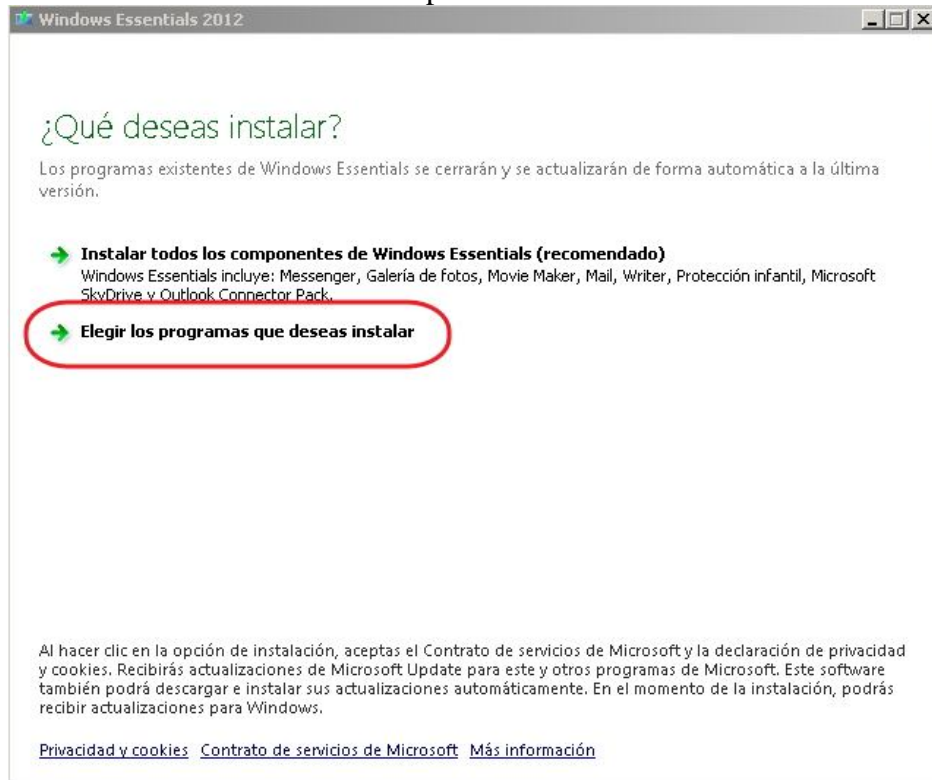 Windows Essentials 2012
¿Qué deseas instalar?
Los programas existentes de Windows Essentials se cerrarán y se actualizarán de forma automática a la última
versión.
Instalar todos los componentes de Windows Essentials (recomendado)
Windows Essentials incluye: Messenger, Galería de fotos, Movie Maker, Mail, Writer, Protección infantil, Microsoft
SkyDrive y Outlook Connector Pack.
Elegir los programas que deseas instalar
Al hacer clic en la opción de instalación, aceptas el Contrato de servicios de Microsoft y la declaración de privacidad
y cookies. Recibirás actualizaciones de Microsoft Update para este y otros programas de Microsoft. Este software
también podrá descargar e instalar sus actualizaciones automáticamente. En el momento de la instalación, podrás
recibir actualizaciones para Windows.
Privacidad y cookies Contrato de servicios de Microsoft Más información